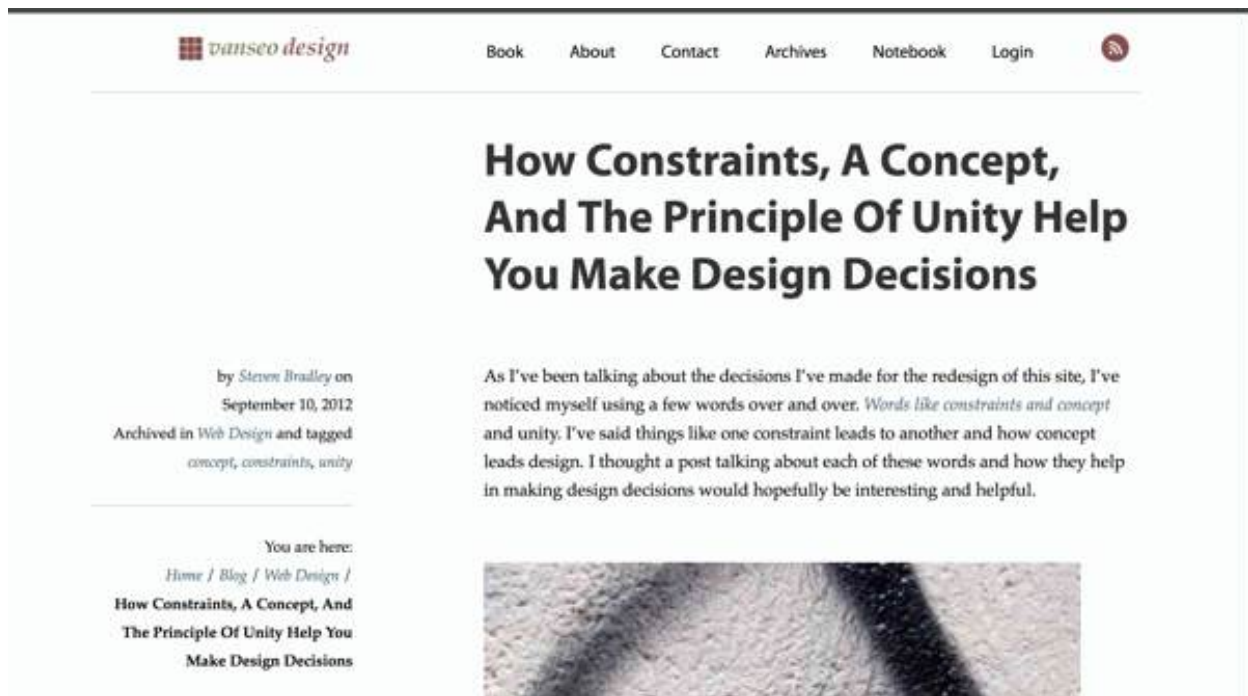 vanseo design
Book About Contact Archives Notebook Login
How Constraints, A Concept,
And The Principle Of Unity Help
You Make Design Decisions
by Steven Bradley on
September 10, 2012
Archived in Web Design and tagged
concept, constraints, unity
You are here:
Home / Blog / Web Design /
How Constraints, A Concept, And
The Principle Of Unity Help You
Make Design Decisions
As I've been talking about the decisions I've made for the redesign of this site, I've
noticed myself using a few words over and over. Words like constraints and concept
and unity. I've said things like one constraint leads to another and how concept
leads design. I thought a post talking about each of these words and how they help
in making design decisions would hopefully be interesting and helpful.